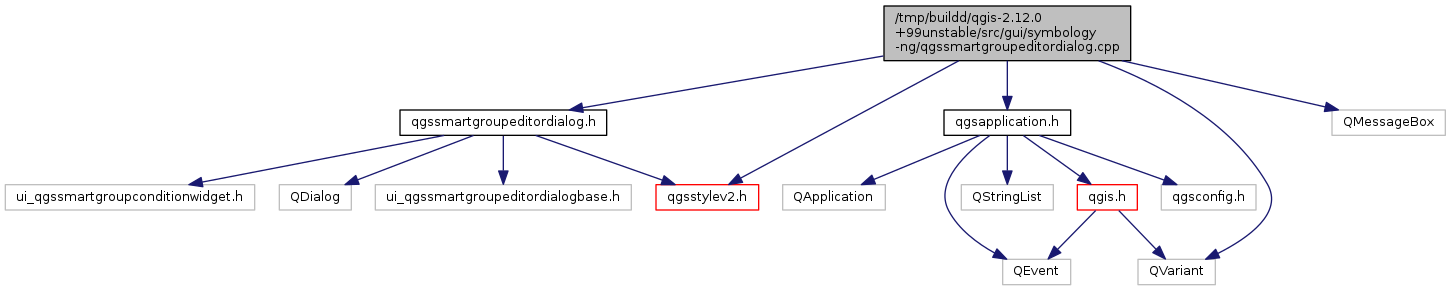 /tmp/buildd/qgis-2.12.0
+99unstable/src/gui/symbology
-ng/qgssmartgroupeditordialog.cpp
qgssmartgroupeditordialog.h
qgsapplication.h
QMessageBox
ui_qgssmartgroupconditionwidget.h
QDialog
ui_qgssmartgroupeditordialogbase.h
qgsstylev2.h
QApplication
QStringList
qgis.h
qgsconfig.h
QEvent
QVariant